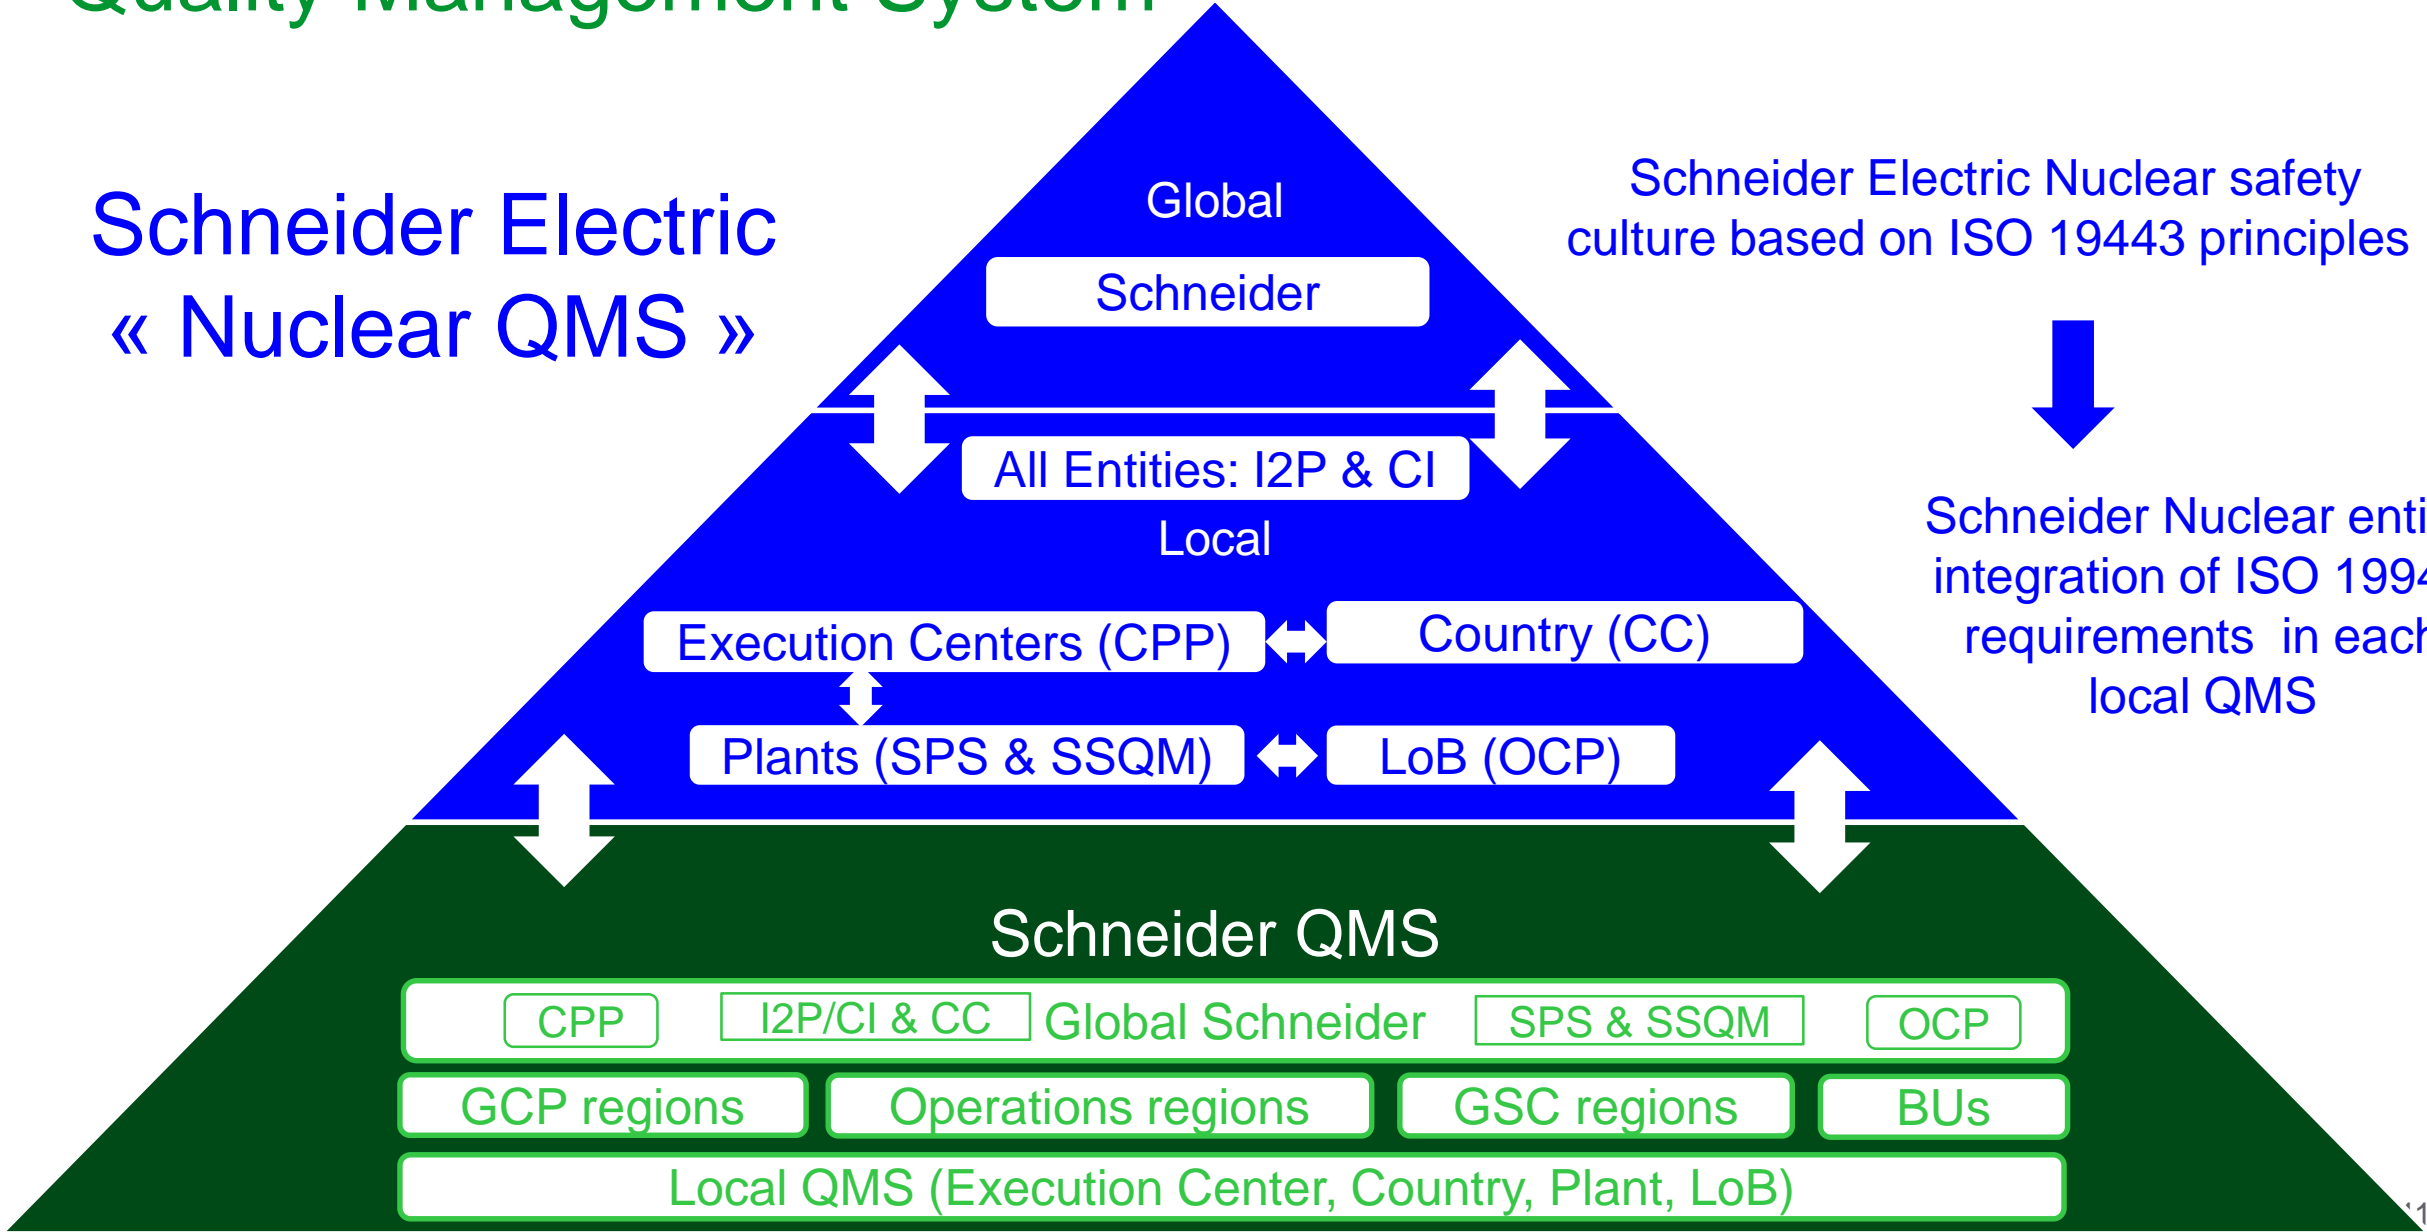 Quality Management System
Schneider Electric
« Nuclear QMS »
Global
Schneider
Schneider Electric Nuclear safety
culture based on ISO 19443 principles
All Entities: I2P & CI
Local
Execution Centers (CPP)
Country (CC)
Plants (SPS & SSQM)
LoB (OCP)
Schneider Nuclear enti
integration of ISO 1994
requirements in each
local QMS
Schneider QMS
CPP
I2P/CI & CC
Global Schneider
SPS & SSQM
OCP
GCP regions
Operations regions
GSC regions
BUs
Local QMS (Execution Center, Country, Plant, LoB)